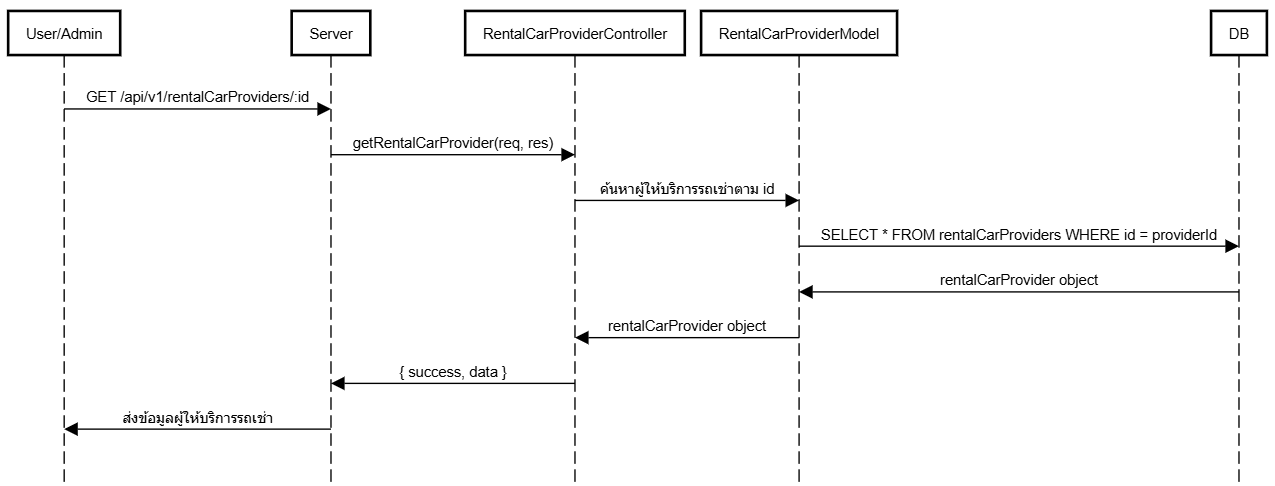 User/Admin
Server
RentalCarProviderController
RentalCarProviderModel
DB
GET /api/v1/rentalCarProviders/:id
getRentalCarProvider(req, res)
ค้นหาผู้ให้บริการรถเช่าตาม id
SELECT * FROM rentalCarProviders WHERE id = providerId
rentalCarProvider object
rentalCarProvider object
{ success, data }
ส่งข้อมูลผู้ให้บริการรถเช่า